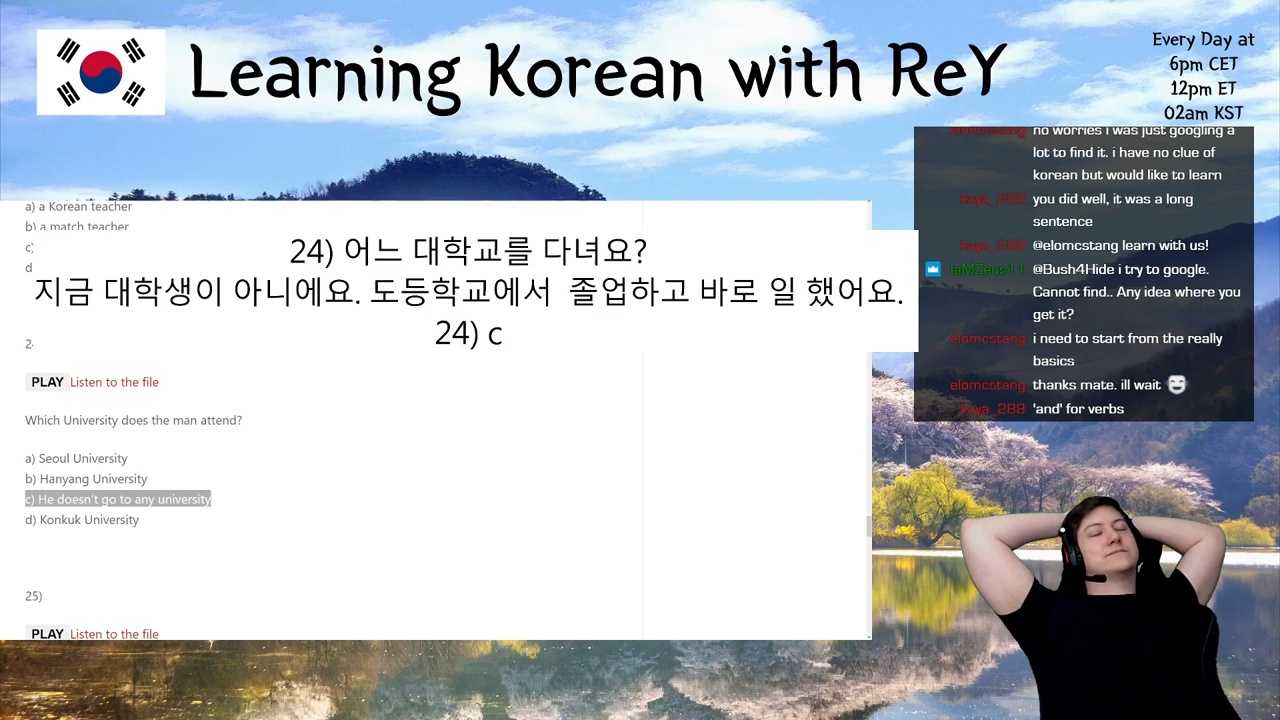 Learning Korean with ReY
Every Day at
6pm CET
12pm ET
02am KST
a) a Korean teacher
b) a match teacher
c)
d
24) 어느 대학교를 다녀요?
지금 대학생이 아니에요. 도등학교에서 졸업하고 바로 일 했어요.
24) c
PLAY Listen to the file
Which University does the man attend?
a) Seoul University
b) Hanyang University
c) He doesn't go to any university
d) Konkuk University
25)
PLAY Listen to the file
elomcstang no worries i was just googling a
lot to find it. i have no clue of
korean but would like to learn
kaya_288 you did well, it was a long
sentence
kaya_288 @elomcstang learn with us!
IaMZeus11 @Bush4Hide i try to google.
Cannot find.. Any idea where you
get it?
elomcstang i need to start from the really
basics
elomcstang thanks mate. ill wait
kaya_288 'and' for verbs